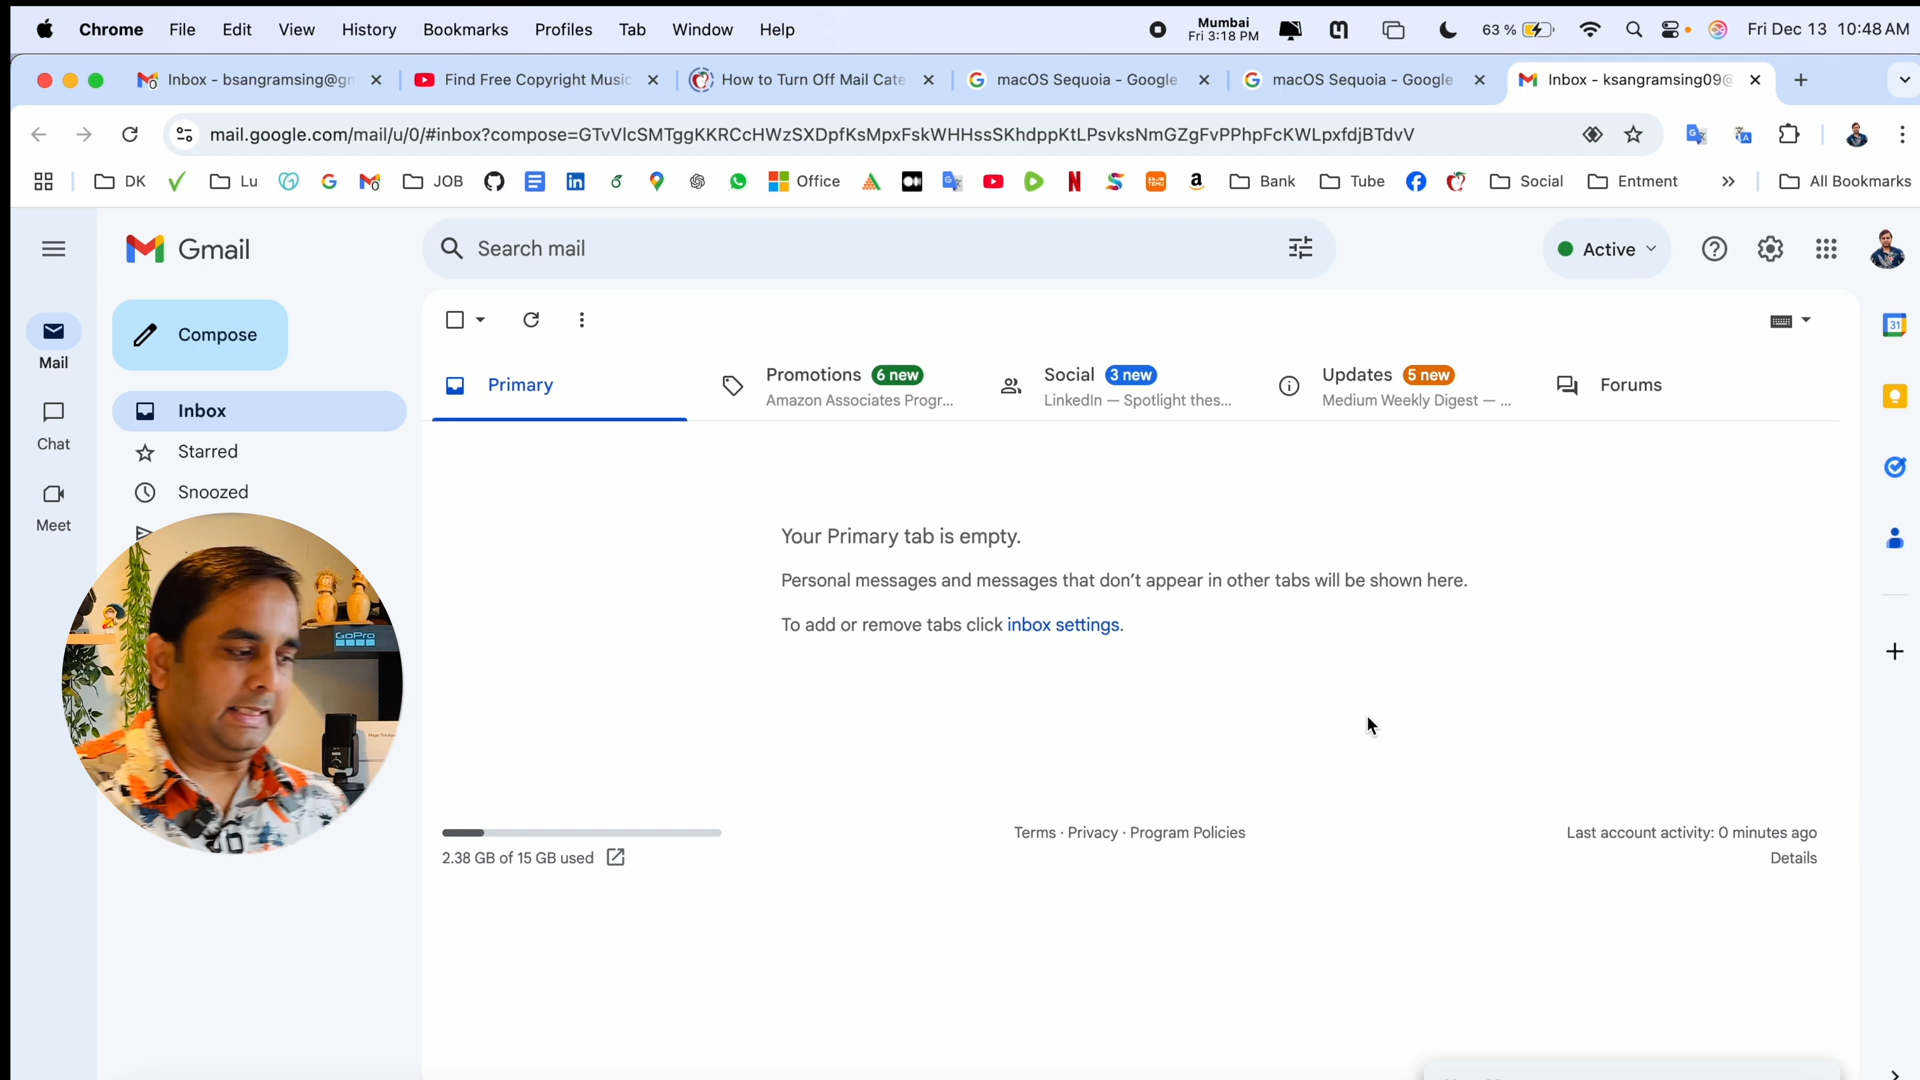 Chrome File Edit View History Bookmarks Profiles Tab Window Help
Mumbai
Fri 3:18 PM
63 %
Fri Dec 13 10:48 AM
Inbox - bsangramsing@gm
Find Free Copyright Music
How to Turn Off Mail Cate
macOS Sequoia - Google
macOS Sequoia - Google
Inbox - ksangramsing09@
mail.google.com/mail/u/0/#inbox?compose=GTvVlcSMTggKKRCcHWzSXDpfKsMpxFskWHHssSKhdppKtLPsvksNmGZgFvPPhpFcKWLpxfdjBTdvV
DK Lu JOB Office Bank Tube Social Entment All Bookmarks
Gmail
Search mail
Active
Compose
Mail
Inbox
Chat
Starred
Snoozed
Meet
Primary
Promotions 6 new
Amazon Associates Progr...
Social 3 new
LinkedIn — Spotlight thes...
Updates 5 new
Medium Weekly Digest — ...
Forums
31
Your Primary tab is empty.
Personal messages and messages that don't appear in other tabs will be shown here.
To add or remove tabs click inbox settings.
GoPro
2.38 GB of 15 GB used
Terms · Privacy · Program Policies
Last account activity: 0 minutes ago
Details